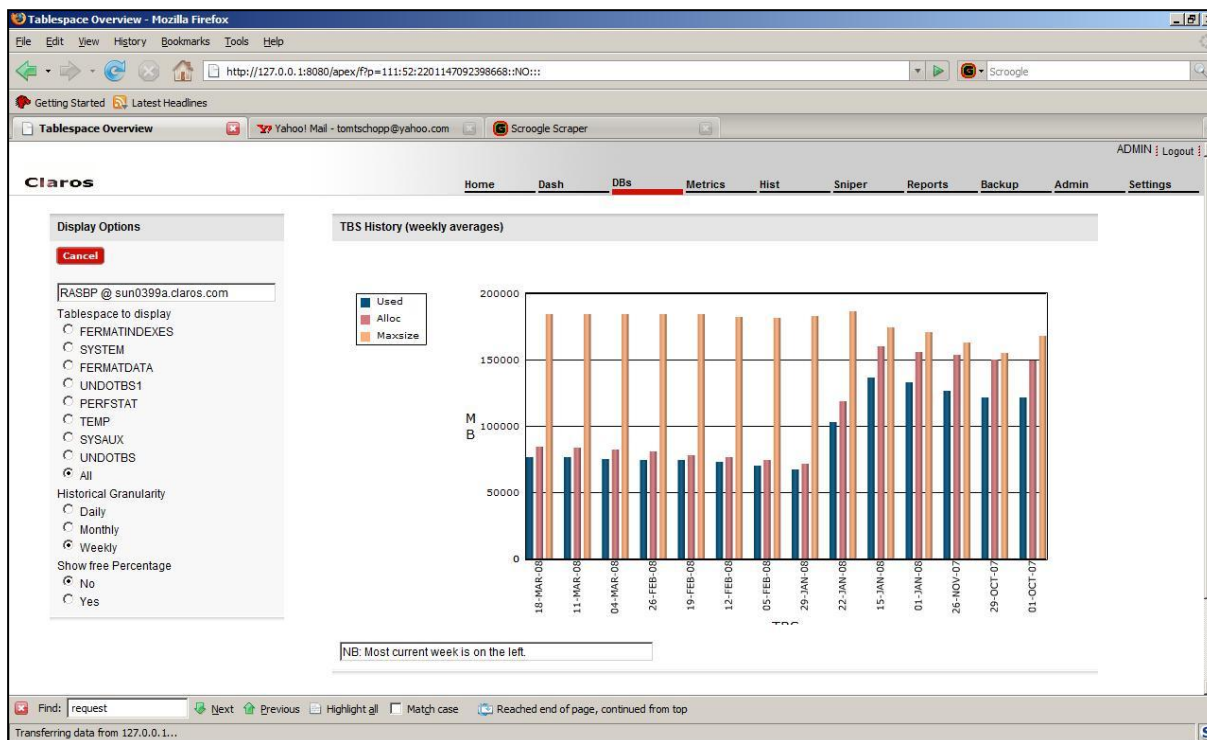 Tablespace Overview - Mozilla Firefox
File Edit View History Bookmarks Tools Help
http://127.0.0.1:8080/apex/f?p=111:52:2201147092398668::NO:::
Scroogle
Getting Started Latest Headlines
Tablespace Overview Yahoo! Mail - tomtschopp@yahoo.com Scroogle Scraper
ADMIN Logout
Claros
Home Dash DBs Metrics Hist Sniper Reports Backup Admin Settings
Display Options
Cancel
RASBP @ sun0399a.claros.com
Tablespace to display
FERMATINDEXES
SYSTEM
FERMATDATA
UNDOTBS1
PERFSTAT
TEMP
SYSAUX
UNDOTBS
All
Historical Granularity
Daily
Monthly
Weekly
Show free Percentage
No
Yes
TBS History (weekly averages)
Used
Alloc
Maxsize
200000
150000
100000
50000
0
M
B
18-MAR-08
11-MAR-08
04-MAR-08
26-FEB-08
19-FEB-08
12-FEB-08
05-FEB-08
29-JAN-08
22-JAN-08
15-JAN-08
01-JAN-08
26-NOV-07
29-OCT-07
01-OCT-07
NB: Most current week is on the left.
Find: request Next Previous Highlight all Match case Reached end of page, continued from top
Transferring data from 127.0.0.1...